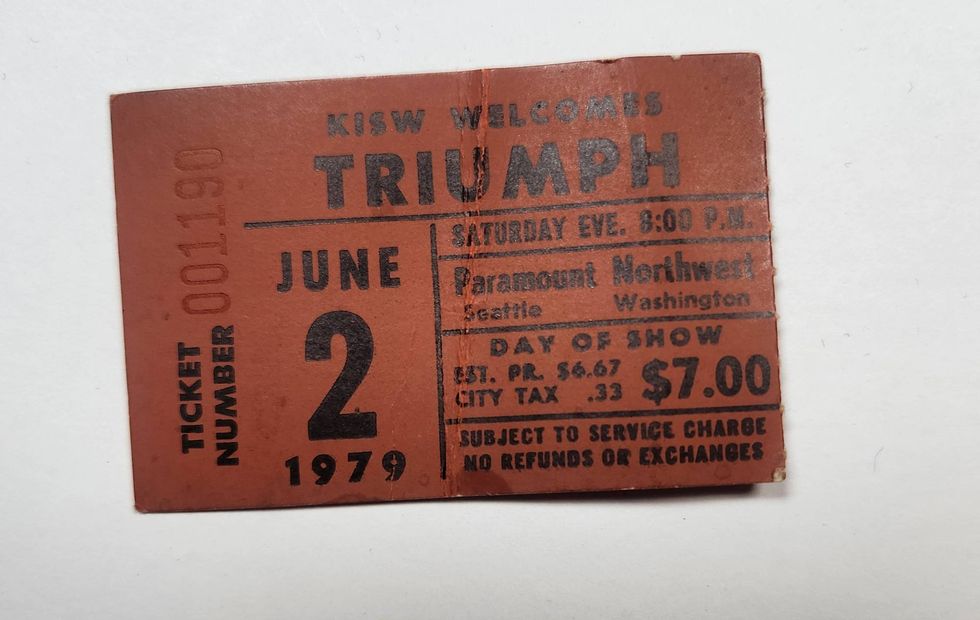 KISW WELCOMES
TRIUMPH
TICKET
NUMBER 001190
JUNE
2
1979
SATURDAY EVE. 8:00 P.M.
Paramount Northwest
Seattle Washington
DAY OF SHOW
EST. PR. $6.67
CITY TAX .33
$7.00
SUBJECT TO SERVICE CHARGE
NO REFUNDS OR EXCHANGES